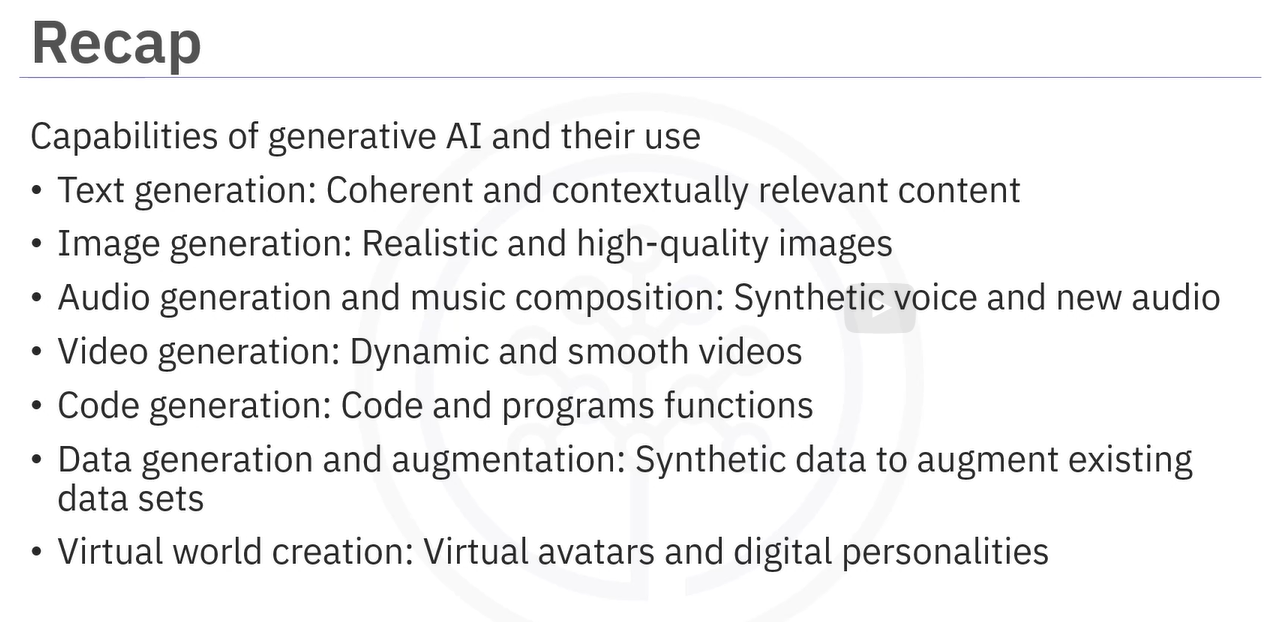 Recap
Capabilities of generative AI and their use
• Text generation: Coherent and contextually relevant content
• Image generation: Realistic and high-quality images
• Audio generation and music composition: Synthetic voice and new audio
• Video generation: Dynamic and smooth videos
• Code generation: Code and programs functions
• Data generation and augmentation: Synthetic data to augment existing
data sets
• Virtual world creation: Virtual avatars and digital personalities